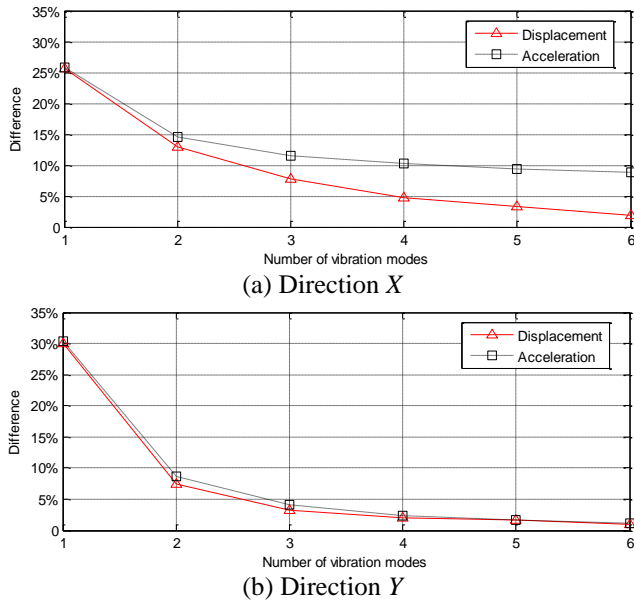 35%
30%
25%
20%
15%
10%
5%
0
Difference
Displacement
Acceleration
1 2 3 4 5 6
Number of vibration modes
(a) Direction X
35%
30%
25%
20%
15%
10%
5%
0
Difference
Displacement
Acceleration
1 2 3 4 5 6
Number of vibration modes
(b) Direction Y